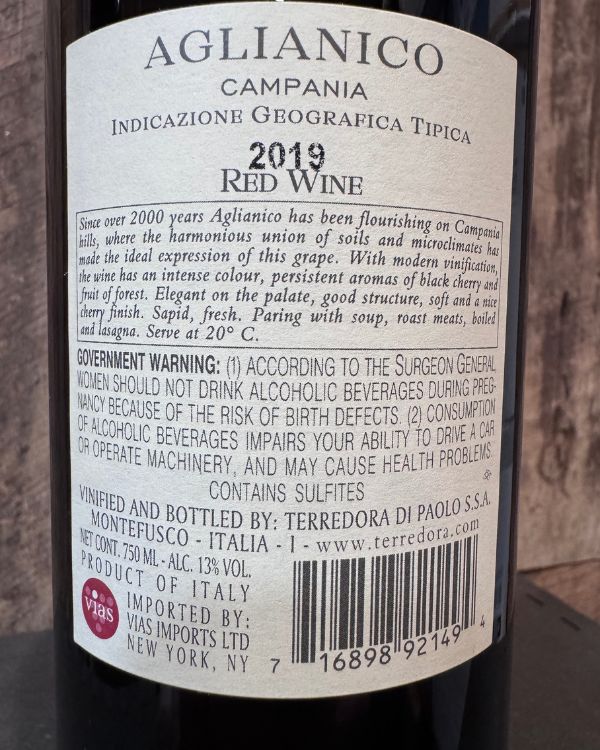 AGLIANICO
CAMPANIA
INDICAZIONE GEOGRAFICA TIPICA
2019
RED WINE
Since over 2000 years Aglianico has been flourishing on Campania
hills, where the harmonious union of soils and microclimates has
made the ideal expression of this grape. With modern vinification,
the wine has an intense colour, persistent aromas of black cherry and
fruit of forest. Elegant on the palate, good structure, soft and a nice
cherry finish. Sapid, fresh. Paring with soup, roast meats, boiled
and lasagna. Serve at 20° C.
GOVERNMENT WARNING: (1) ACCORDING TO THE SURGEON GENERAL
WOMEN SHOULD NOT DRINK ALCOHOLIC BEVERAGES DURING PREG-
NANCY BECAUSE OF THE RISK OF BIRTH DEFECTS. (2) CONSUMPTION
OF ALCOHOLIC BEVERAGES IMPAIRS YOUR ABILITY TO DRIVE A CAR
OR OPERATE MACHINERY, AND MAY CAUSE HEALTH PROBLEMS.
CONTAINS SULFITES
VINIFIED AND BOTTLED BY: TERREDORA DI PAOLO S.S.A.
MONTEFUSCO - ITALIA - I - www.terredora.com
NET CONT. 750 ML - ALC. 13% VOL.
PRODUCT OF ITALY
vias
IMPORTED BY:
VIAS IMPORTS LTD
NEW YORK, NY
7 16898 92149 4